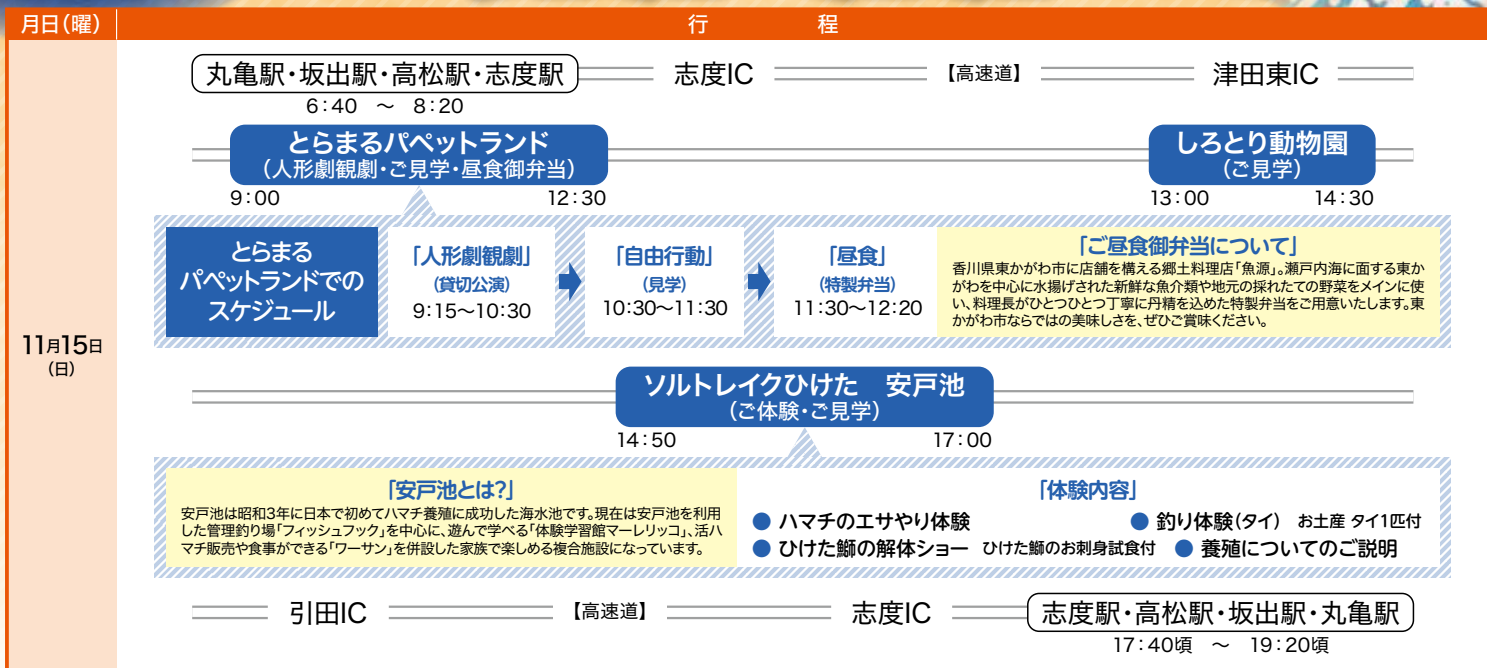 月日(曜) 行程
丸亀駅・坂出駅・高松駅・志度駅 志度IC 【高速道】 津田東IC
6:40 〜 8:20
とらまるパペットランド
(人形劇観劇・ご見学・昼食御弁当)
9:00 12:30
しろとり動物園
(ご見学)
13:00 14:30
とらまる
パペットランドでの
スケジュール
「人形劇観劇」
(貸切公演)
9:15〜10:30
「自由行動」
(見学)
10:30〜11:30
「昼食」
(特製弁当)
11:30〜12:20
「ご昼食御弁当について」
香川県東かがわ市に店舗を構える郷土料理店「魚源」。瀬戸内海に面する東か
がわを中心に水揚げされた新鮮な魚介類や地元の採れたての野菜をメインに使
い、料理長がひとつひとつ丁寧に丹精を込めた特製弁当をご用意いたします。東
かがわ市ならではの美味しさを、ぜひご賞味ください。
11月15日
(日)
ソルトレイクひけた 安戸池
(ご体験・ご見学)
14:50 17:00
「安戸池とは?」
安戸池は昭和3年に日本で初めてハマチ養殖に成功した海水池です。現在は安戸池を利用
した管理釣り場「フィッシュフック」を中心に、遊んで学べる「体験学習館マーレリッコ」、活ハ
マチ販売や食事ができる「ワーサン」を併設した家族で楽しめる複合施設になっています。
「体験内容」
● ハマチのエサやり体験 ● 釣り体験(タイ) お土産 タイ1匹付
● ひけた鰤の解体ショー ひけた鰤のお刺身試食付 ● 養殖についてのご説明
引田IC 【高速道】 志度IC 志度駅・高松駅・坂出駅・丸亀駅
17:40頃 〜 19:20頃